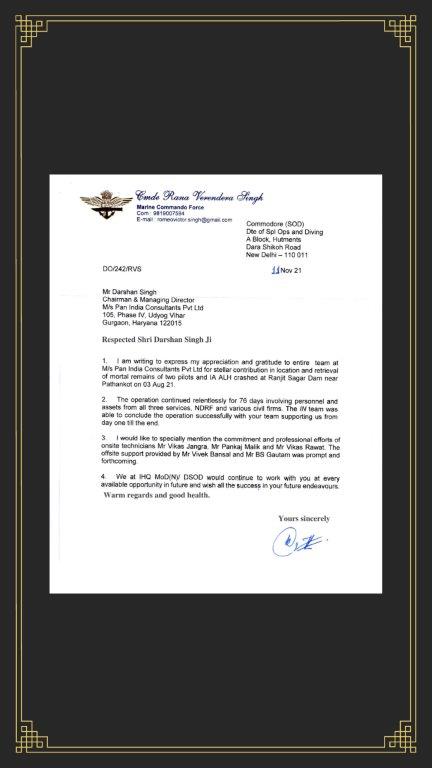 Cmde Rana Verendera Singh
Marine Commando Force
Com : 9819007594
E-mail : romeovictor.singh@gmail.com
Commodore (SOD)
Dte of Spl Ops and Diving
A Block, Hutments
Dara Shikoh Road
New Delhi – 110 011
DO/242/RVS
11 Nov 21
Mr Darshan Singh
Chairman & Managing Director
M/s Pan India Consultants Pvt Ltd
105, Phase IV, Udyog Vihar
Gurgaon, Haryana 122015
Respected Shri Darshan Singh Ji
1. I am writing to express my appreciation and gratitude to entire team at
M/s Pan India Consultants Pvt Ltd for stellar contribution in location and retrieval
of mortal remains of two pilots and IA ALH crashed at Ranjit Sagar Dam near
Pathankot on 03 Aug 21.
2. The operation continued relentlessly for 76 days involving personnel and
assets from all three services, NDRF and various civil firms. The IN team was
able to conclude the operation successfully with your team supporting us from
day one till the end.
3. I would like to specially mention the commitment and professional efforts of
onsite technicians Mr Vikas Jangra, Mr Pankaj Malik and Mr Vikas Rawat. The
offsite support provided by Mr Vivek Bansal and Mr BS Gautam was prompt and
forthcoming.
4. We at IHQ MoD(N)/ DSOD would continue to work with you at every
available opportunity in future and wish all the success in your future endeavours.
Warm regards and good health.
Yours sincerely